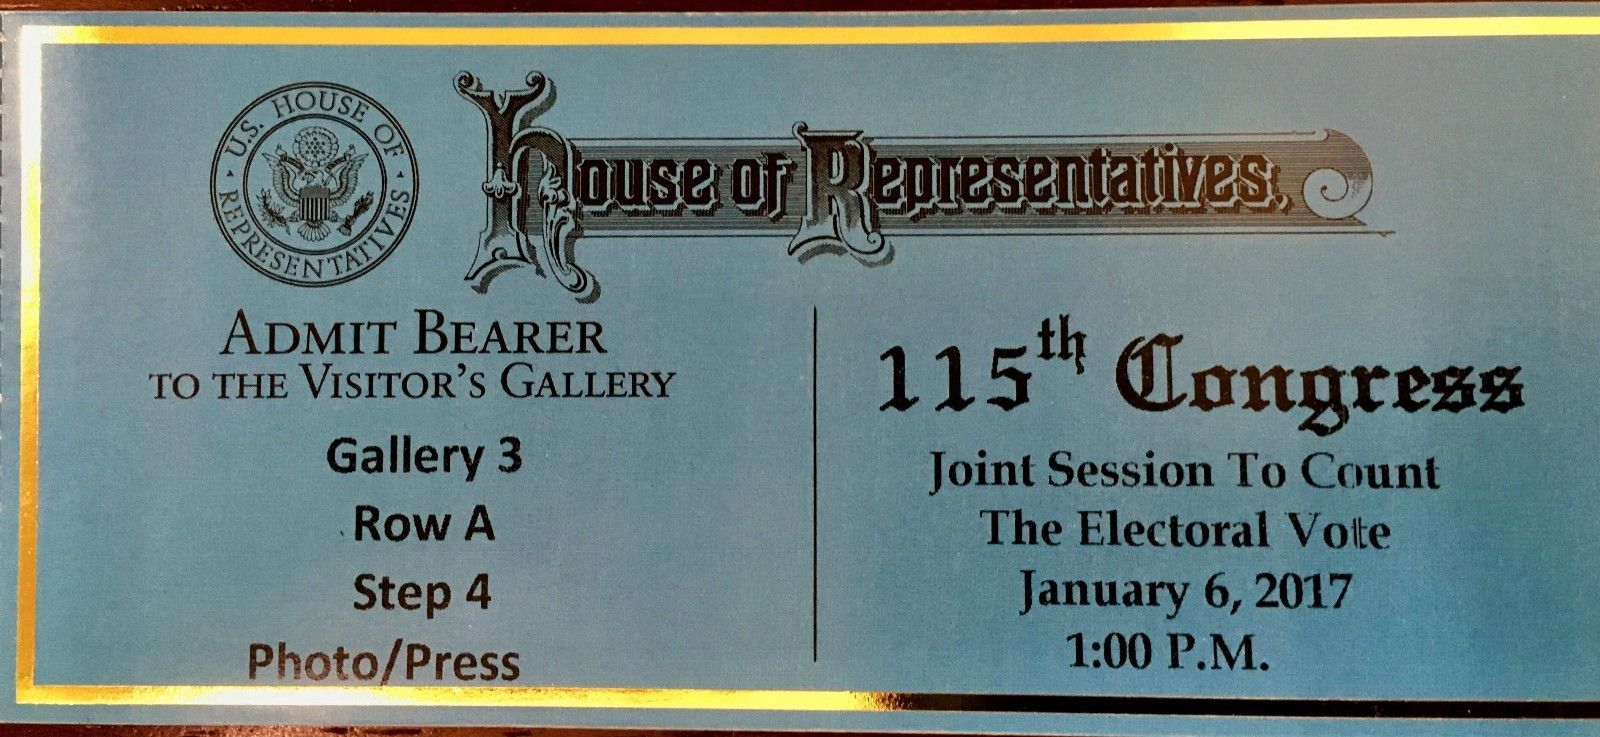 U.S. HOUSE OF REPRESENTATIVES
House of Representatives,
ADMIT BEARER
TO THE VISITOR'S GALLERY
Gallery 3
Row A
Step 4
Photo/Press
115th Congress
Joint Session To Count
The Electoral Vote
January 6, 2017
1:00 P.M.